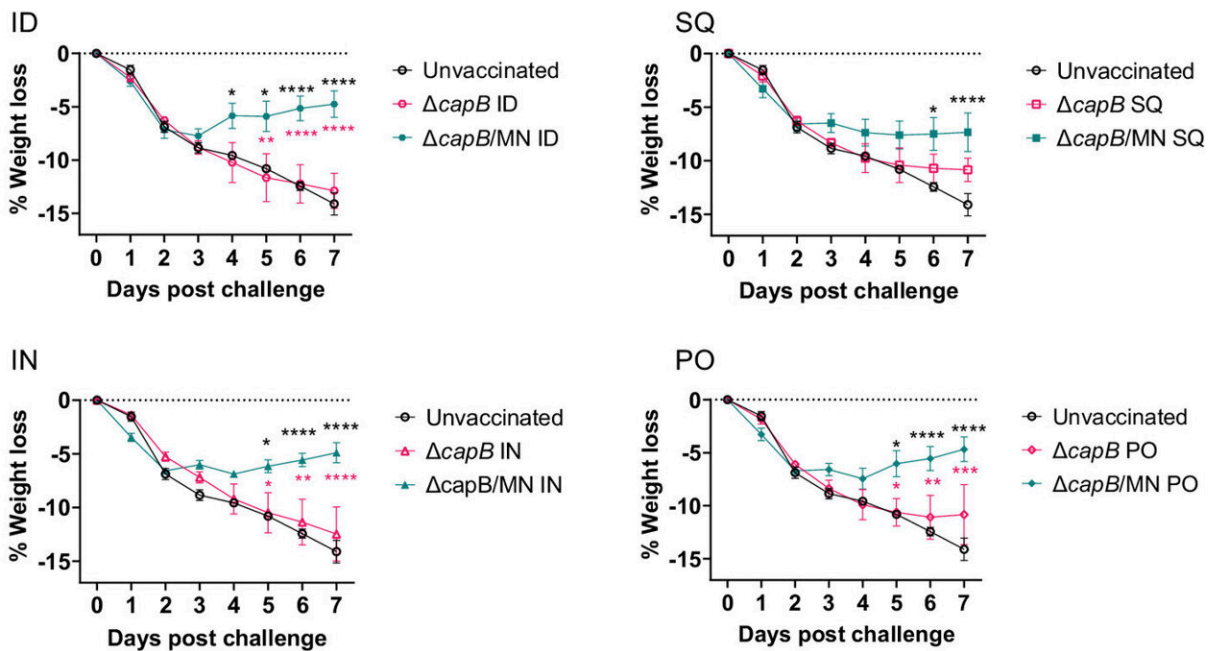 ID
0
-5
-10
-15
% Weight loss
0 1 2 3 4 5 6 7
Days post challenge
* * **** ****
** **** ****
Unvaccinated
ΔcapB ID
ΔcapB/MN ID
SQ
0
-5
-10
-15
% Weight loss
0 1 2 3 4 5 6 7
Days post challenge
* ****
Unvaccinated
ΔcapB SQ
ΔcapB/MN SQ
IN
0
-5
-10
-15
% Weight loss
0 1 2 3 4 5 6 7
Days post challenge
* **** ****
* ** ****
Unvaccinated
ΔcapB IN
ΔcapB/MN IN
PO
0
-5
-10
-15
% Weight loss
0 1 2 3 4 5 6 7
Days post challenge
* **** ****
* ** ***
Unvaccinated
ΔcapB PO
ΔcapB/MN PO